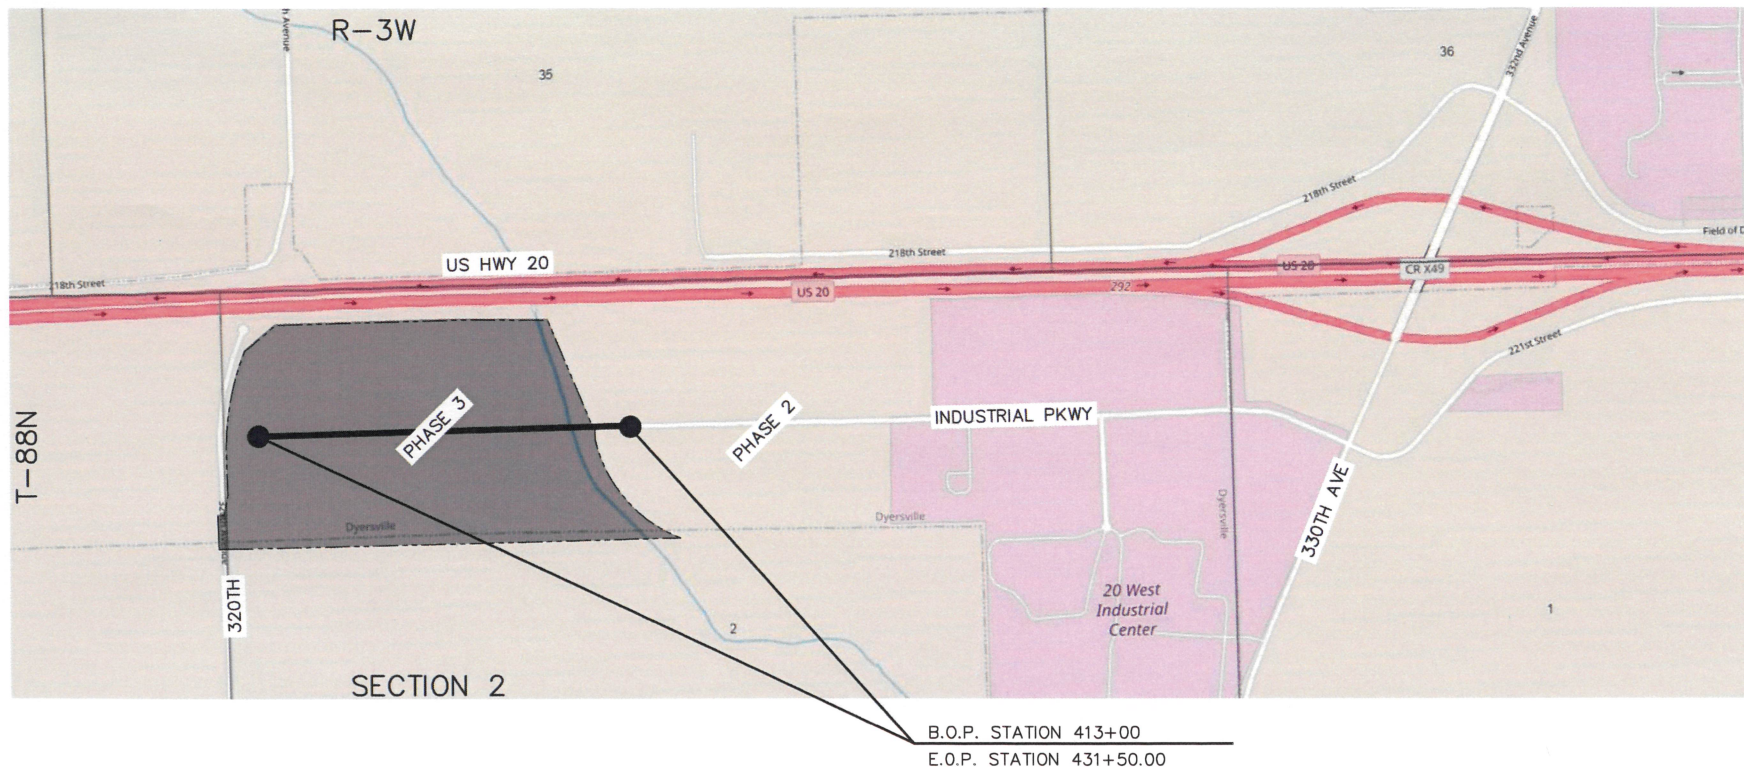 R-3W
h Avenue
35
36
332nd Avenue
218th Street
218th Street
Field of D
US HWY 20
218th Street
US 20
CR X49
US 20
292
221st Street
T-88N
PHASE 3
PHASE 2
INDUSTRIAL PKWY
330TH AVE
Dyersville
Dyersville
Dyersville
320TH
20 West
Industrial
Center
2
1
SECTION 2
B.O.P. STATION 413+00
E.O.P. STATION 431+50.00